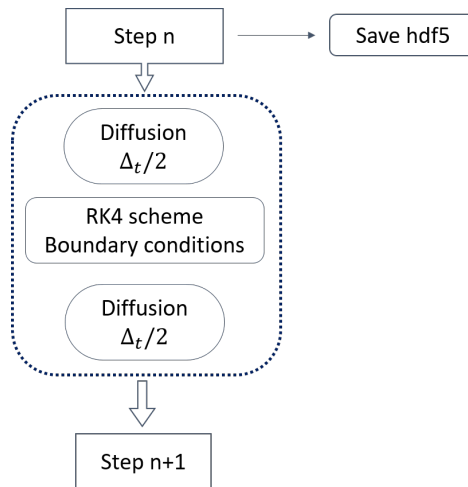 Step n
Save hdf5
Diffusion
Δₜ/2
RK4 scheme
Boundary conditions
Diffusion
Δₜ/2
Step n+1